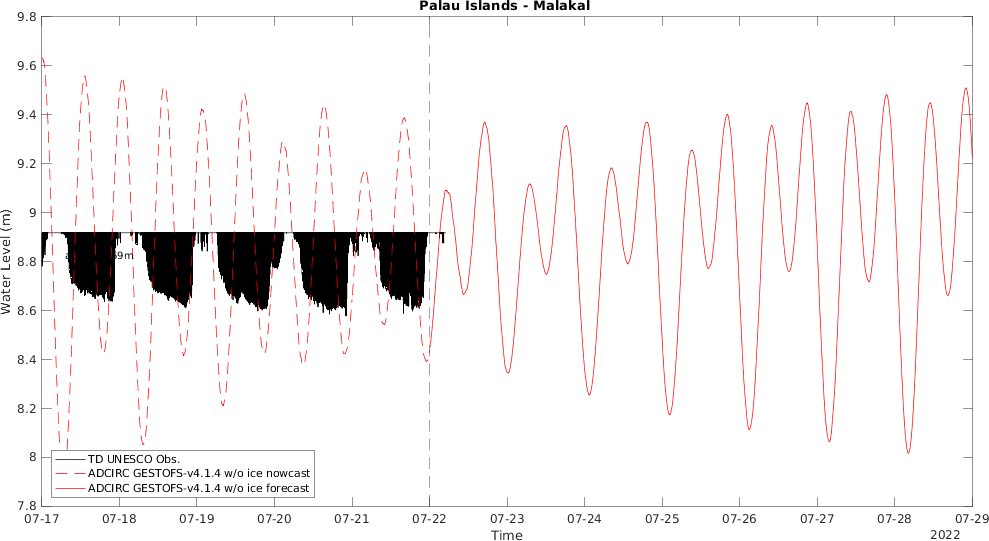 Palau Islands - Malakal
9.8
9.6
9.4
9.2
9
8.8
8.6
8.4
8.2
8
7.8
Water Level (m)
69m
TD UNESCO Obs.
ADCIRC GESTOFS-v4.1.4 w/o ice nowcast
ADCIRC GESTOFS-v4.1.4 w/o ice forecast
07-17 07-18 07-19 07-20 07-21 07-22 07-23 07-24 07-25 07-26 07-27 07-28 07-29
Time
2022